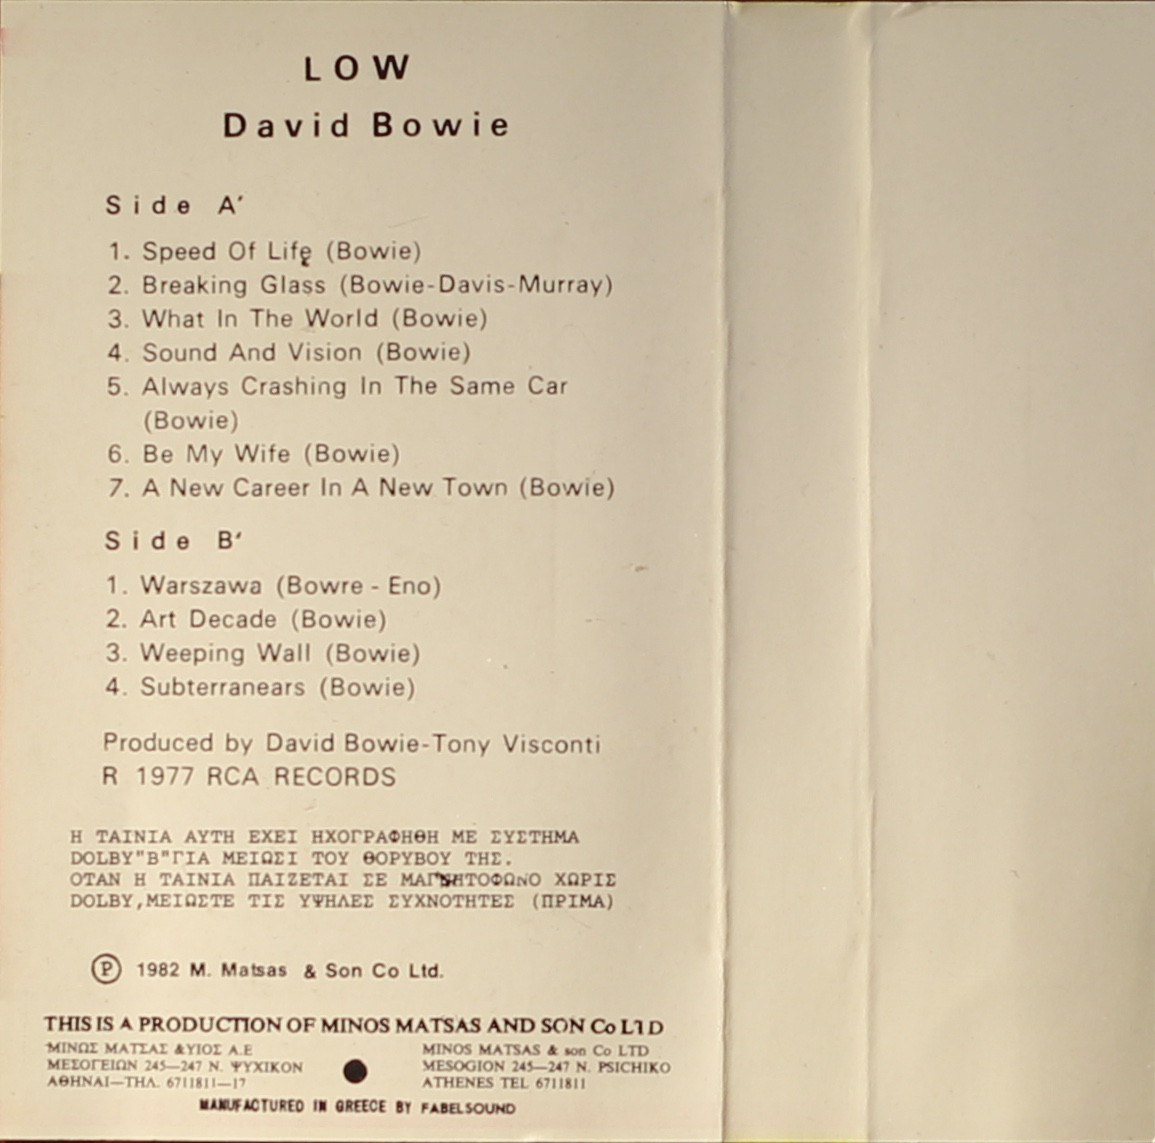 LOW
David Bowie
Side A'
1. Speed Of Life (Bowie)
2. Breaking Glass (Bowie-Davis-Murray)
3. What In The World (Bowie)
4. Sound And Vision (Bowie)
5. Always Crashing In The Same Car
(Bowie)
6. Be My Wife (Bowie)
7. A New Career In A New Town (Bowie)
Side B'
1. Warszawa (Bowre - Eno)
2. Art Decade (Bowie)
3. Weeping Wall (Bowie)
4. Subterranears (Bowie)
Produced by David Bowie-Tony Visconti
R 1977 RCA RECORDS
Η ΤΑΙΝΙΑ ΑΥΤΗ ΕΧΕΙ ΗΧΟΓΡΑΦΗΘΗ ΜΕ ΣΥΣΤΗΜΑ
DOLBY"B"ΓΙΑ ΜΕΙΩΣΙ ΤΟΥ ΘΟΡΥΒΟΥ ΤΗΣ.
ΟΤΑΝ Η ΤΑΙΝΙΑ ΠΑΙΖΕΤΑΙ ΣΕ ΜΑΓΝΗΤΟΦΩΝΟ ΧΩΡΙΣ
DOLBY,ΜΕΙΩΣΤΕ ΤΙΣ ΥΨΗΛΕΣ ΣΥΧΝΟΤΗΤΕΣ (ΠΡΙΜΑ)
Ⓟ 1982 M. Matsas & Son Co Ltd.
THIS IS A PRODUCTION OF MINOS MATSAS AND SON Co LTD
ΜΙΝΩΣ ΜΑΤΣΑΣ &ΥΙΟΣ Α.Ε
ΜΕΣΟΓΕΙΩΝ 245—247 Ν. ΨΥΧΙΚΟΝ
ΑΘΗΝΑΙ—ΤΗΛ. 6711811—17
MINOS MATSAS & son Co LTD
MESOGION 245—247 N. PSICHIKO
ATHENES TEL 6711811
MANUFACTURED IN GREECE BY FABELSOUND